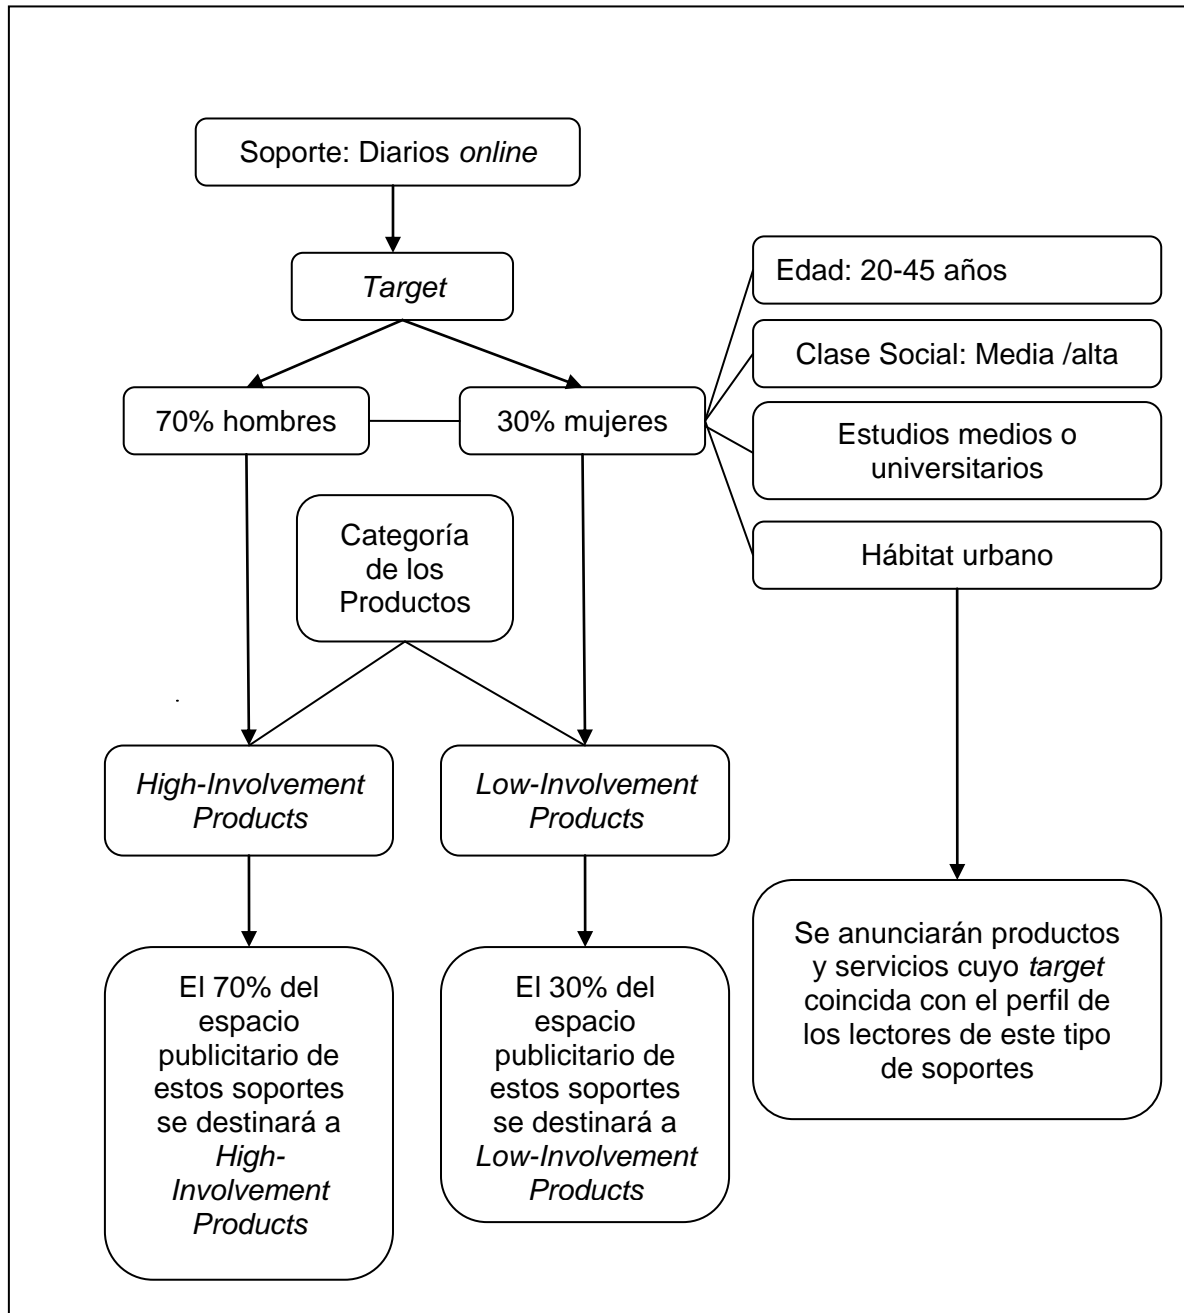 Soporte: Diarios online
Target
70% hombres
30% mujeres
Edad: 20-45 años
Clase Social: Media /alta
Estudios medios o
universitarios
Hábitat urbano
Categoría
de los
Productos
High-Involvement
Products
Low-Involvement
Products
El 70% del
espacio
publicitario de
estos soportes
se destinará a
High-
Involvement
Products
El 30% del
espacio
publicitario de
estos soportes
se destinará a
Low-Involvement
Products
Se anunciarán productos
y servicios cuyo target
coincida con el perfil de
los lectores de este tipo
de soportes